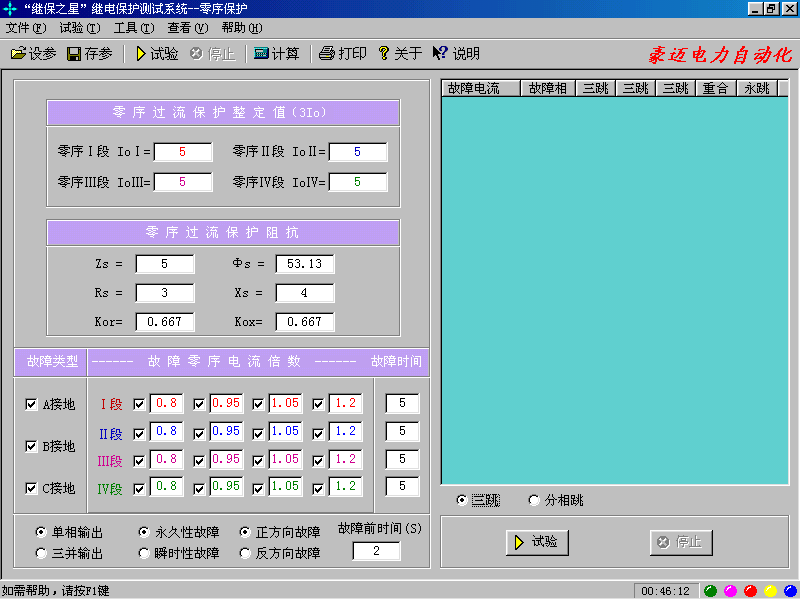 “继保之星”继电保护测试系统--零序保护
文件(F) 试验(T) 工具(T) 查看(V) 帮助(H)
设参 存参 试验 停止 计算 打印 关于 说明 豪迈电力自动化
零序过流保护整定值(3Io)
零序Ⅰ段 IoⅠ= 5 零序Ⅱ段 IoⅡ= 5
零序Ⅲ段 IoⅢ= 5 零序Ⅳ段 IoⅣ= 5
零序过流保护阻抗
Zs = 5 Φs = 53.13
Rs = 3 Xs = 4
Kor= 0.667 Kox= 0.667
故障类型 ------ 故障零序电流倍数 ------ 故障时间
A接地
B接地
C接地
Ⅰ段 0.8 0.95 1.05 1.2 5
Ⅱ段 0.8 0.95 1.05 1.2 5
Ⅲ段 0.8 0.95 1.05 1.2 5
Ⅳ段 0.8 0.95 1.05 1.2 5
单相输出 永久性故障 正方向故障 故障前时间(S)
三并输出 瞬时性故障 反方向故障 2
故障电流 故障相 三跳 三跳 三跳 重合 永跳
三跳 分相跳
试验 停止
如需帮助，请按F1键 00:46:12